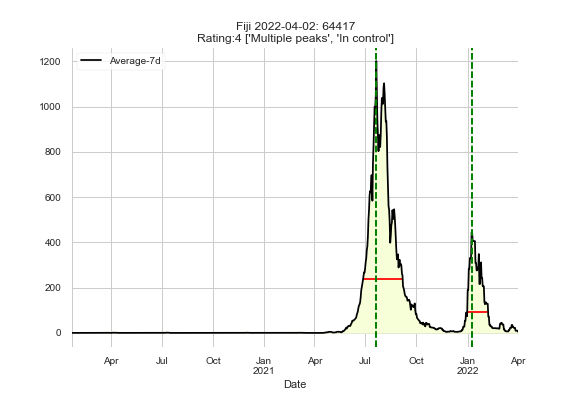 Fiji 2022-04-02: 64417
Rating:4 ['Multiple peaks', 'In control']
Average-7d
1200
1000
800
600
400
200
0
Apr Jul Oct Jan Apr Jul Oct Jan Apr
2021 2022
Date